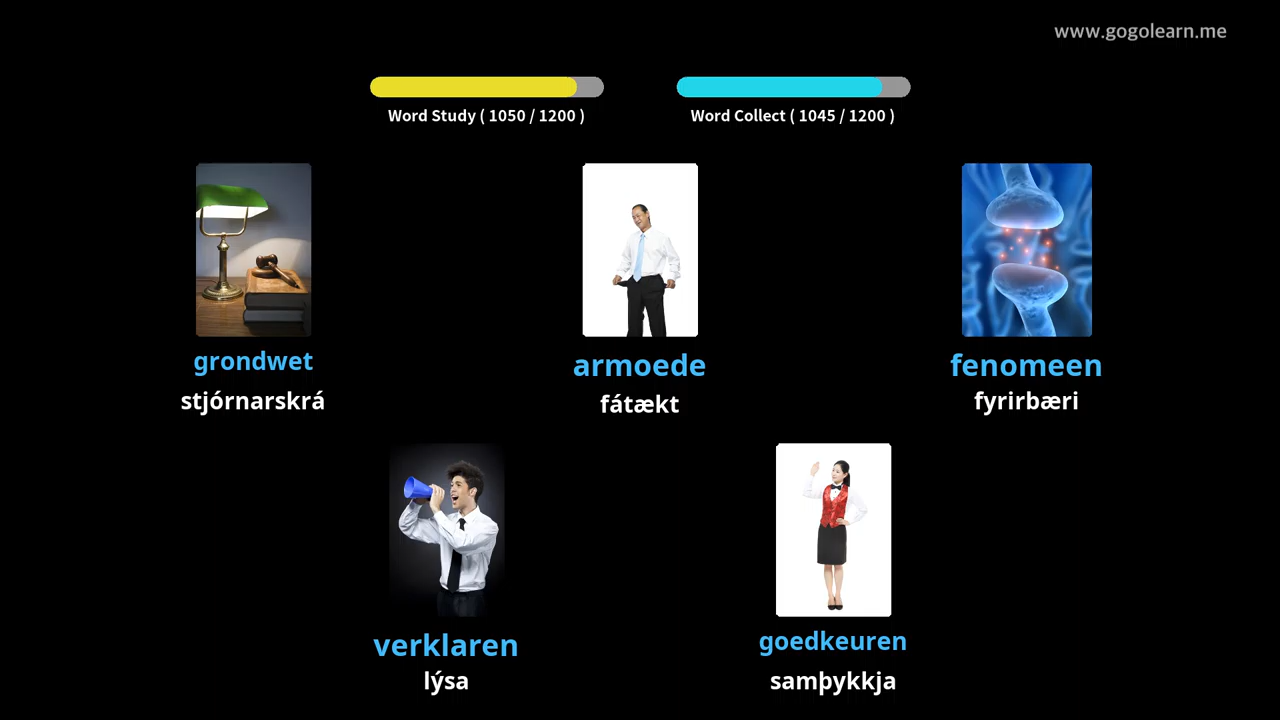 www.gogolearn.me
Word Study ( 1050 / 1200 )
Word Collect ( 1045 / 1200 )
grondwet
stjórnarskrá
armoede
fátækt
fenomeen
fyrirbæri
verklaren
lýsa
goedkeuren
samþykkja